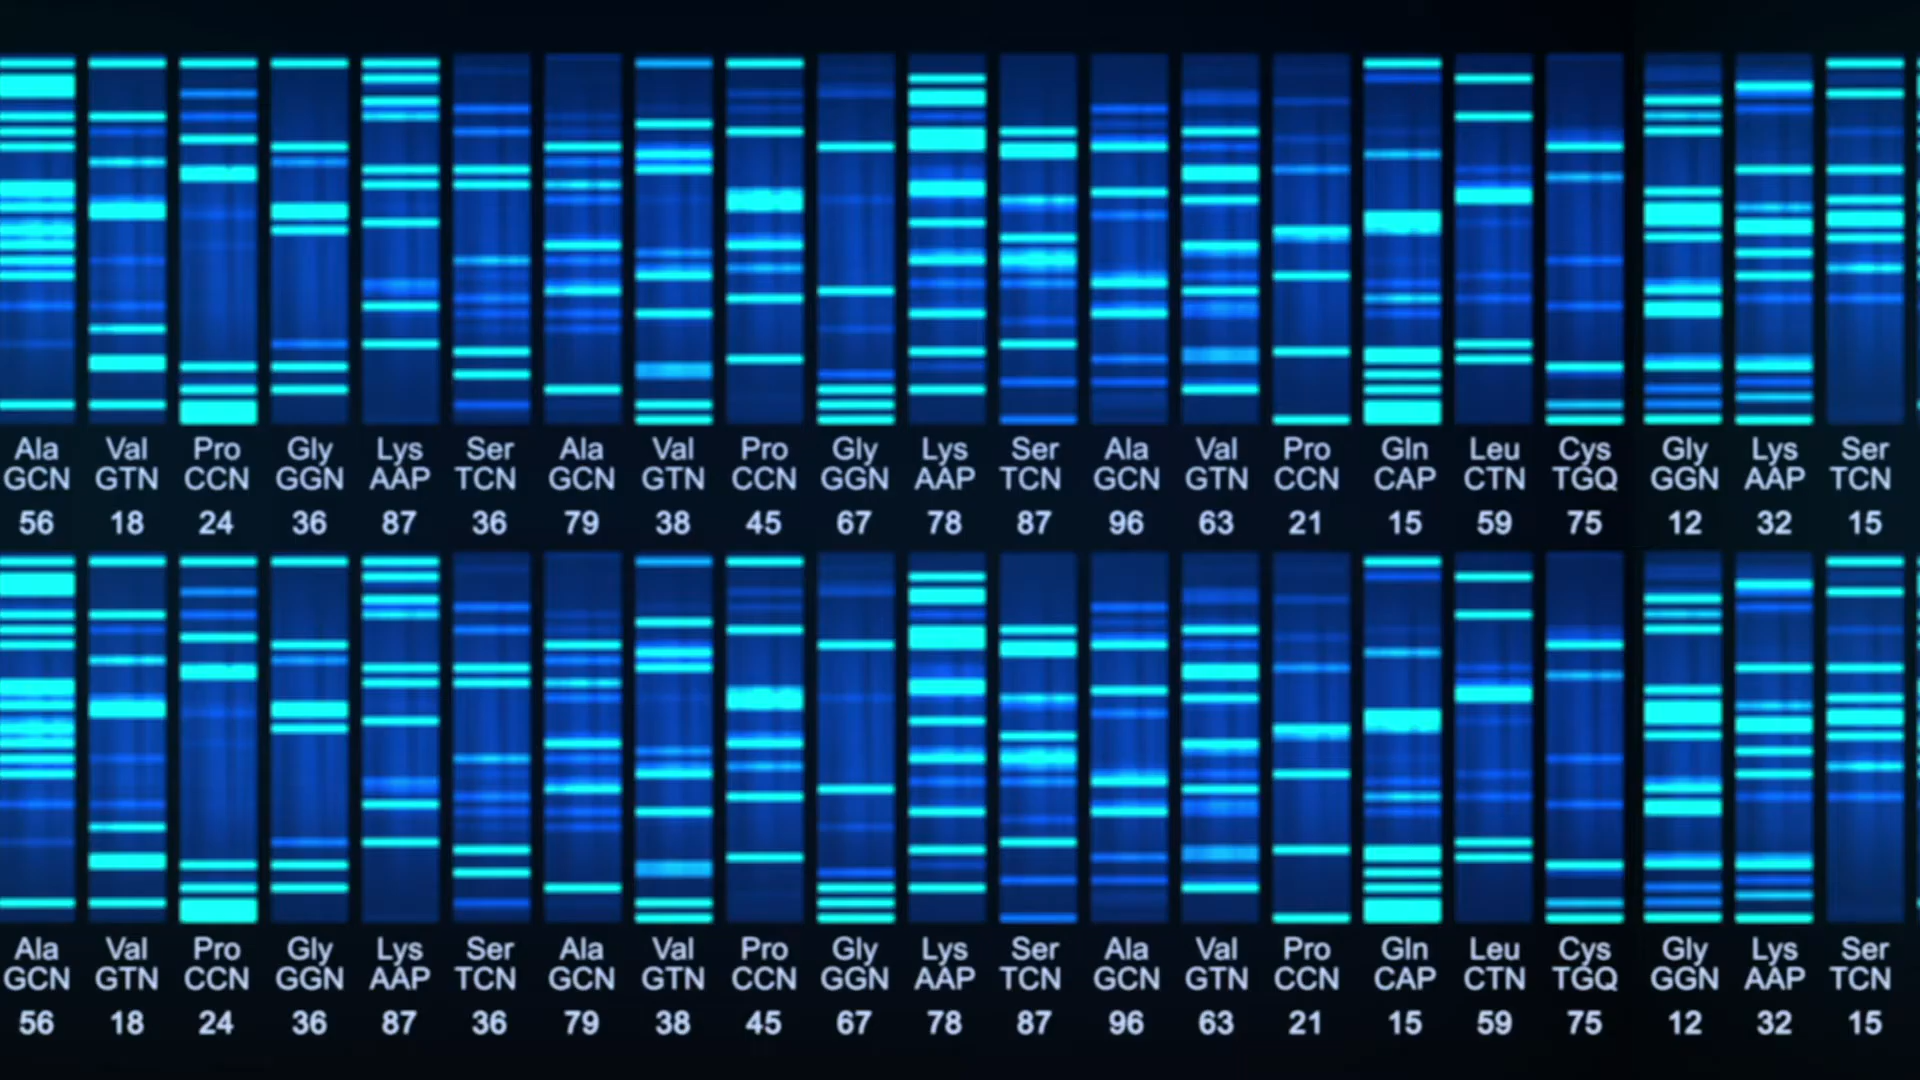 Ala Val Pro Gly Lys Ser Ala Val Pro Gly Lys Ser Ala Val Pro Gln Leu Cys Gly Lys Ser
GCN GTN CCN GGN AAP TCN GCN GTN CCN GGN AAP TCN GCN GTN CCN CAP CTN TGQ GGN AAP TCN
56 18 24 36 87 36 79 38 45 67 78 87 96 63 21 15 59 75 12 32 15
Ala Val Pro Gly Lys Ser Ala Val Pro Gly Lys Ser Ala Val Pro Gln Leu Cys Gly Lys Ser
GCN GTN CCN GGN AAP TCN GCN GTN CCN GGN AAP TCN GCN GTN CCN CAP CTN TGQ GGN AAP TCN
56 18 24 36 87 36 79 38 45 67 78 87 96 63 21 15 59 75 12 32 15